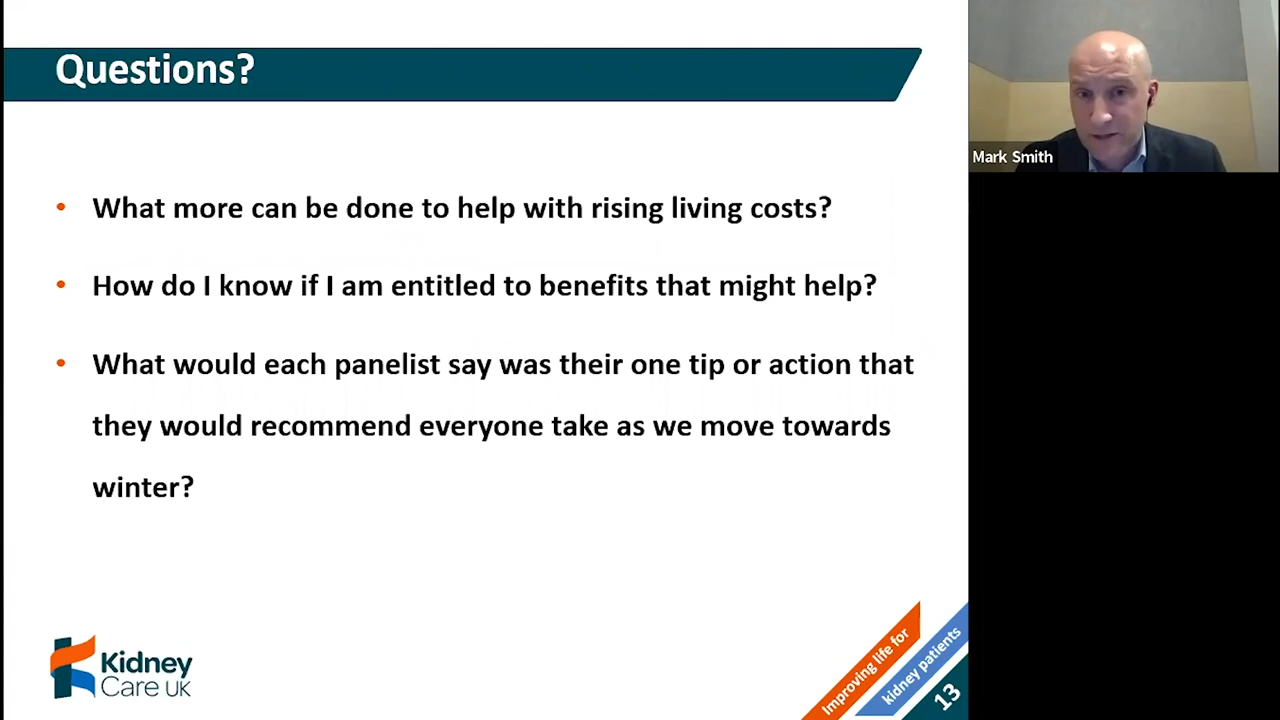 Questions?
Mark Smith
• What more can be done to help with rising living costs?
• How do I know if I am entitled to benefits that might help?
• What would each panelist say was their one tip or action that
they would recommend everyone take as we move towards
winter?
Kidney
Care UK
Improving life for
kidney patients
13